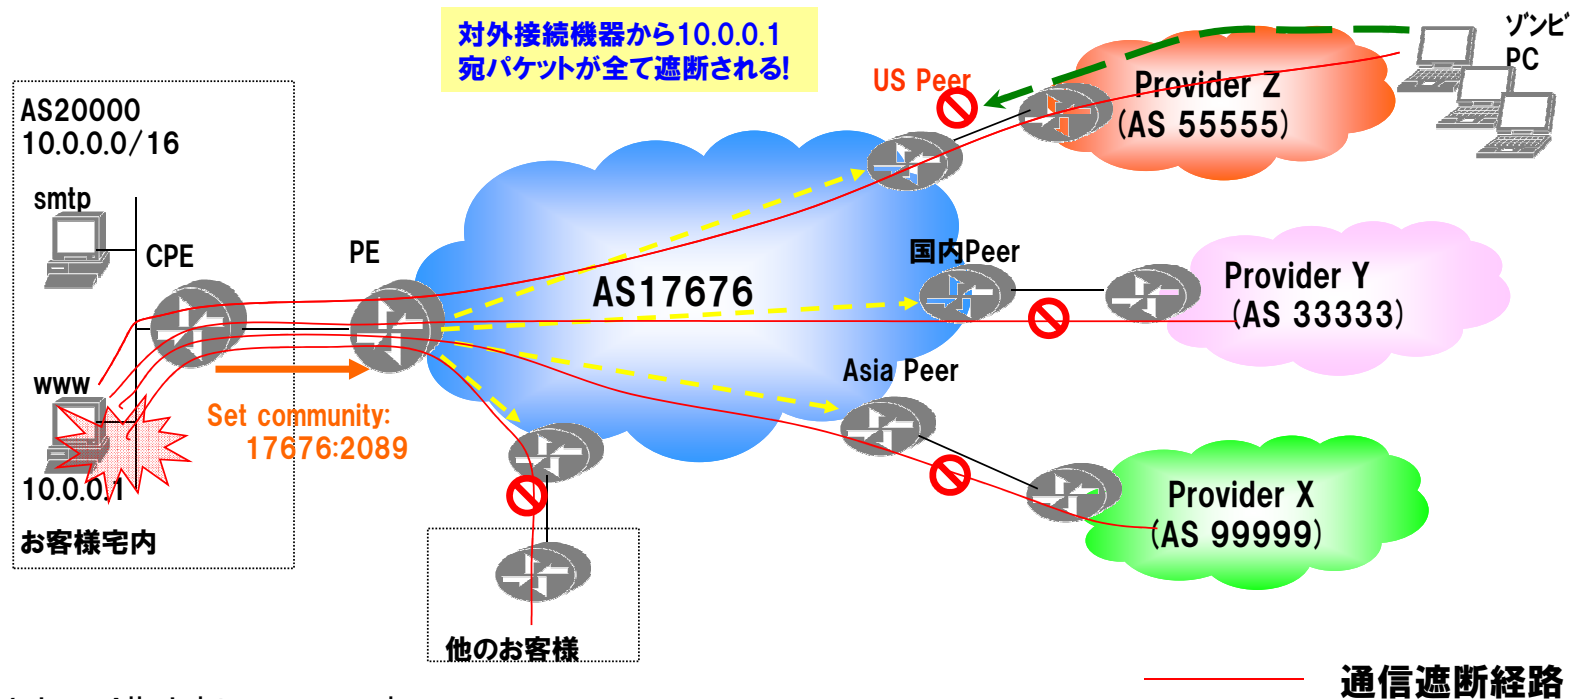 対外接続機器から10.0.0.1
宛パケットが全て遮断される!
ゾンビ
PC
US Peer
Provider Z
(AS 55555)
AS20000
10.0.0.0/16
smtp
CPE
PE
AS17676
国内Peer
Provider Y
(AS 33333)
www
Asia Peer
Set community:
17676:2089
10.0.0.1
お客様宅内
Provider X
(AS 99999)
他のお客様
通信遮断経路